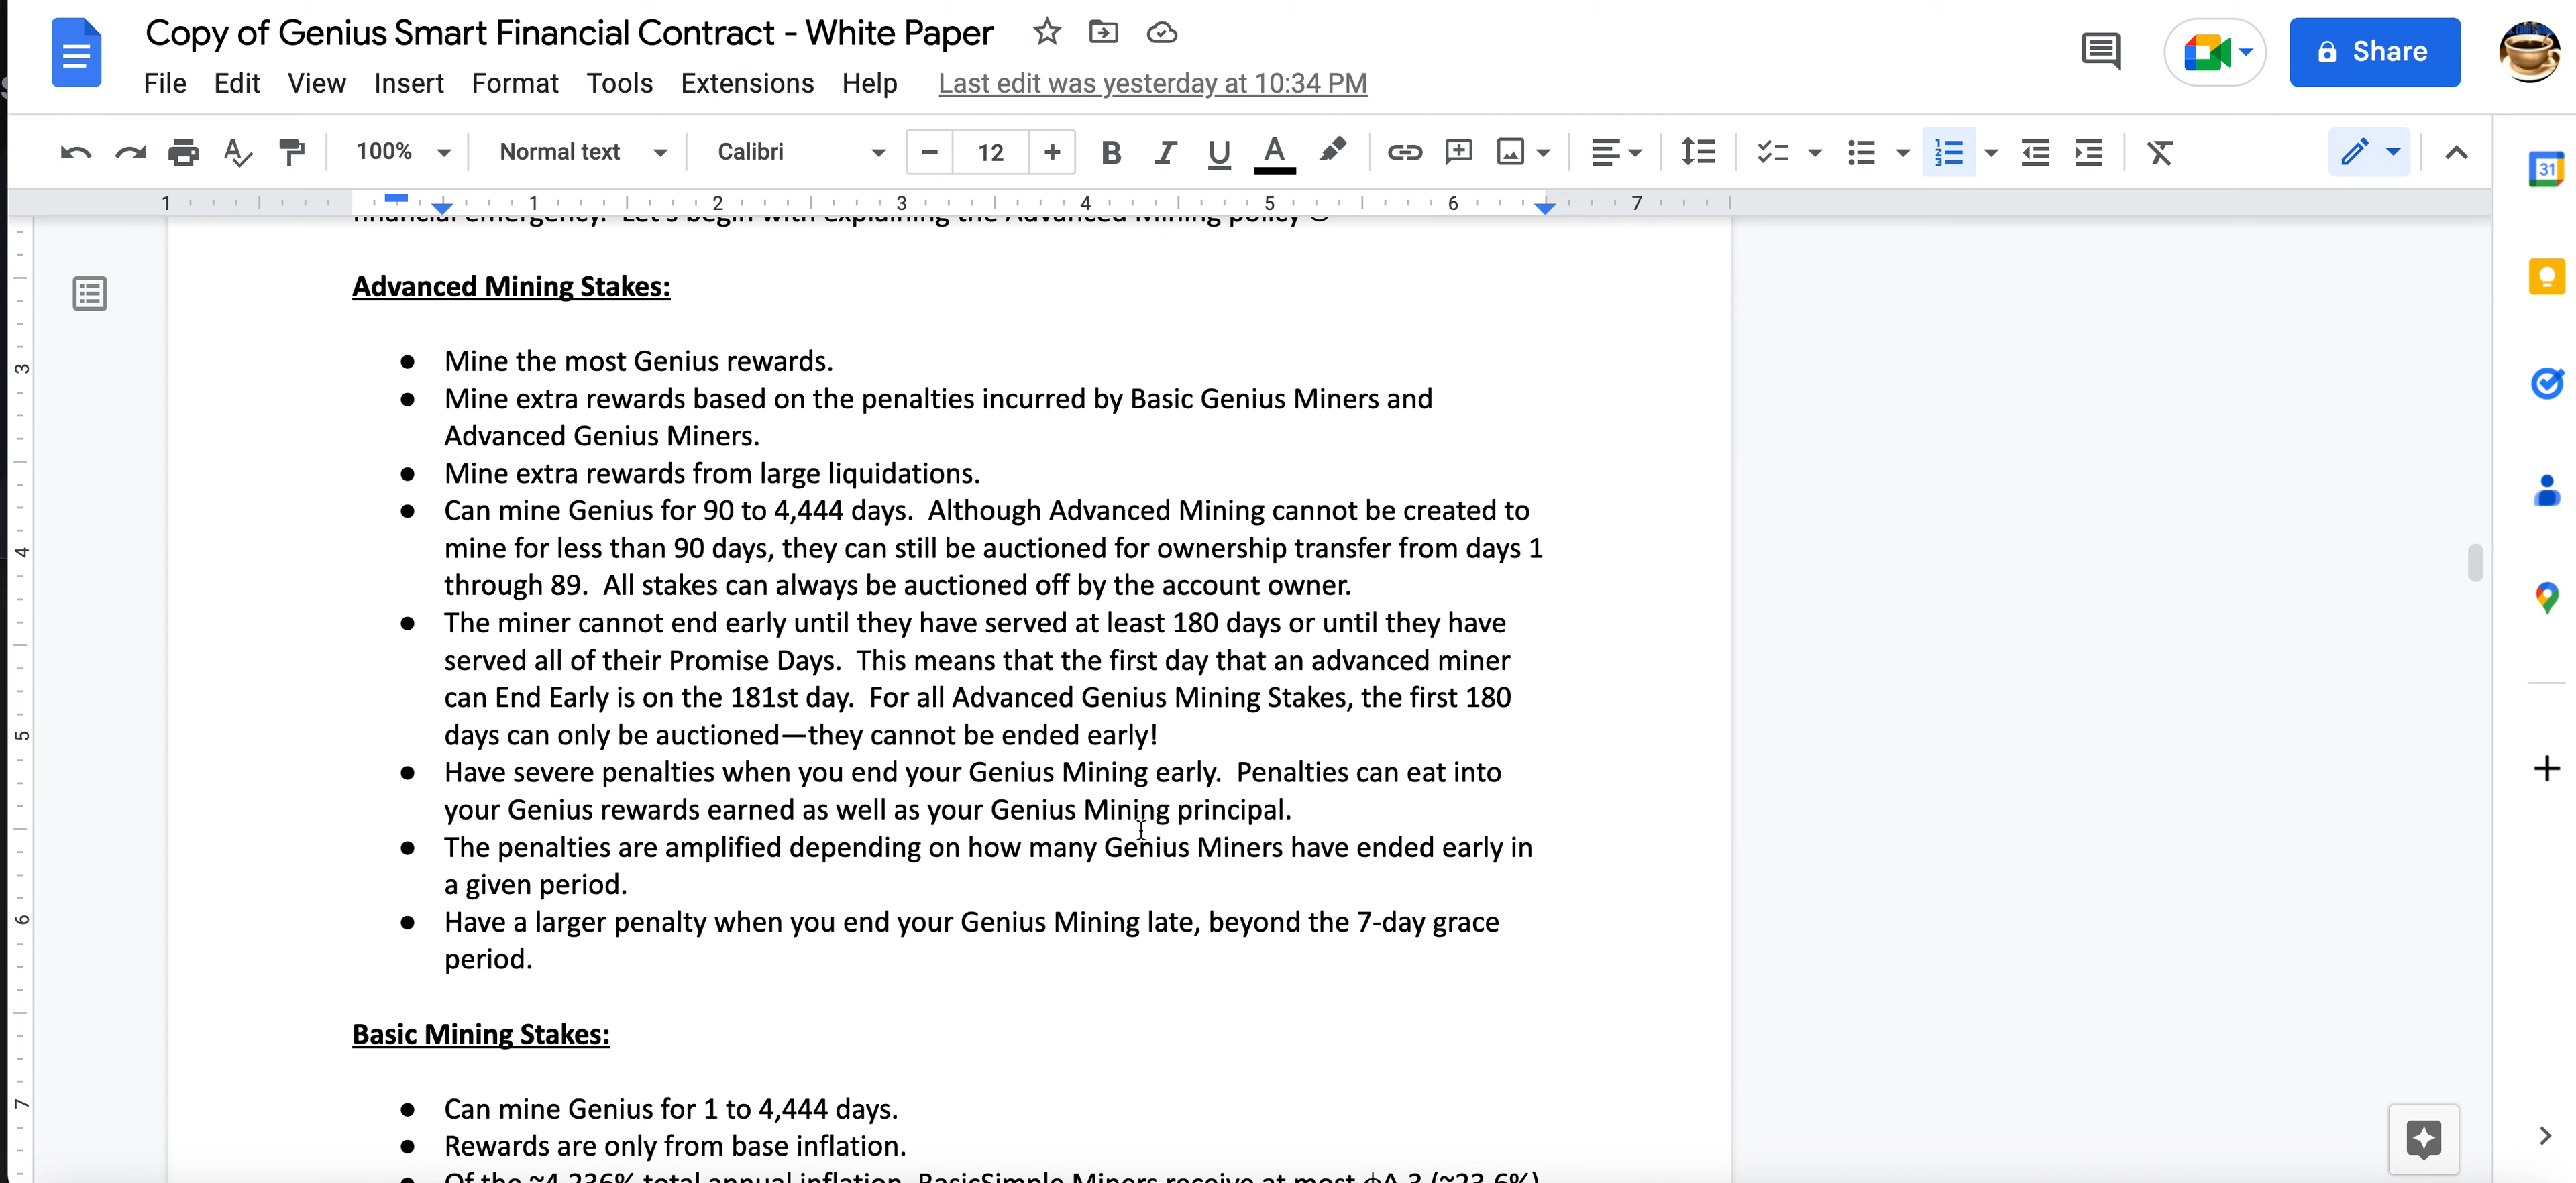 Copy of Genius Smart Financial Contract - White Paper
Share
File Edit View Insert Format Tools Extensions Help Last edit was yesterday at 10:34 PM
100% Normal text Calibri 12 B I U A
31
1 1 2 3 4 5 6 7
financial emergency. Let's begin with explaining the Advanced Mining policy
Advanced Mining Stakes:
● Mine the most Genius rewards.
● Mine extra rewards based on the penalties incurred by Basic Genius Miners and
Advanced Genius Miners.
● Mine extra rewards from large liquidations.
● Can mine Genius for 90 to 4,444 days. Although Advanced Mining cannot be created to
mine for less than 90 days, they can still be auctioned for ownership transfer from days 1
through 89. All stakes can always be auctioned off by the account owner.
● The miner cannot end early until they have served at least 180 days or until they have
served all of their Promise Days. This means that the first day that an advanced miner
can End Early is on the 181st day. For all Advanced Genius Mining Stakes, the first 180
days can only be auctioned—they cannot be ended early!
● Have severe penalties when you end your Genius Mining early. Penalties can eat into
your Genius rewards earned as well as your Genius Mining principal.
● The penalties are amplified depending on how many Genius Miners have ended early in
a given period.
● Have a larger penalty when you end your Genius Mining late, beyond the 7-day grace
period.
Basic Mining Stakes:
● Can mine Genius for 1 to 4,444 days.
● Rewards are only from base inflation.
● Of the ~4.236% total annual inflation, BasicSimple Miners receive at most ϕ^-3 (~23.6%)
3
4
5
6
7